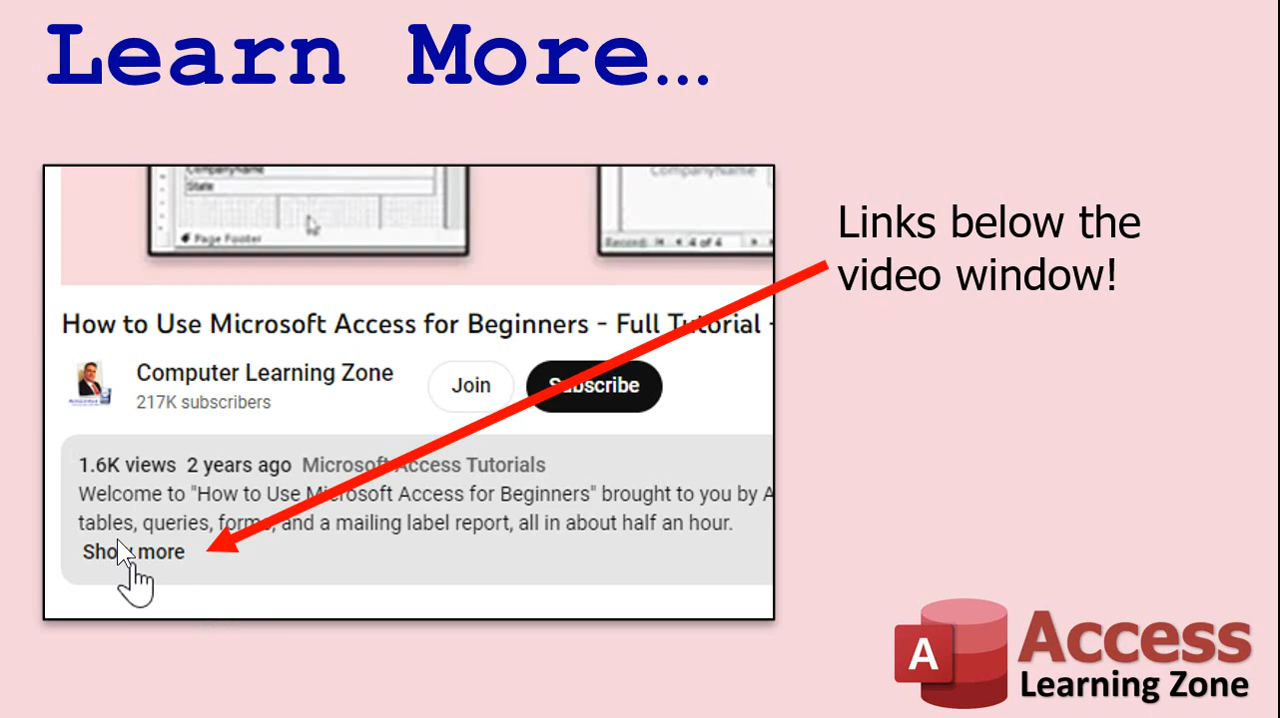 Learn More...
CompanyName
State
Page Footer
CompanyName
Record: 4 of 4
Links below the
video window!
How to Use Microsoft Access for Beginners - Full Tutorial -
Computer Learning Zone
217K subscribers
Join
Subscribe
1.6K views 2 years ago Microsoft Access Tutorials
Welcome to "How to Use Microsoft Access for Beginners" brought to you by A
tables, queries, forms, and a mailing label report, all in about half an hour.
Show more
A
Access
Learning Zone